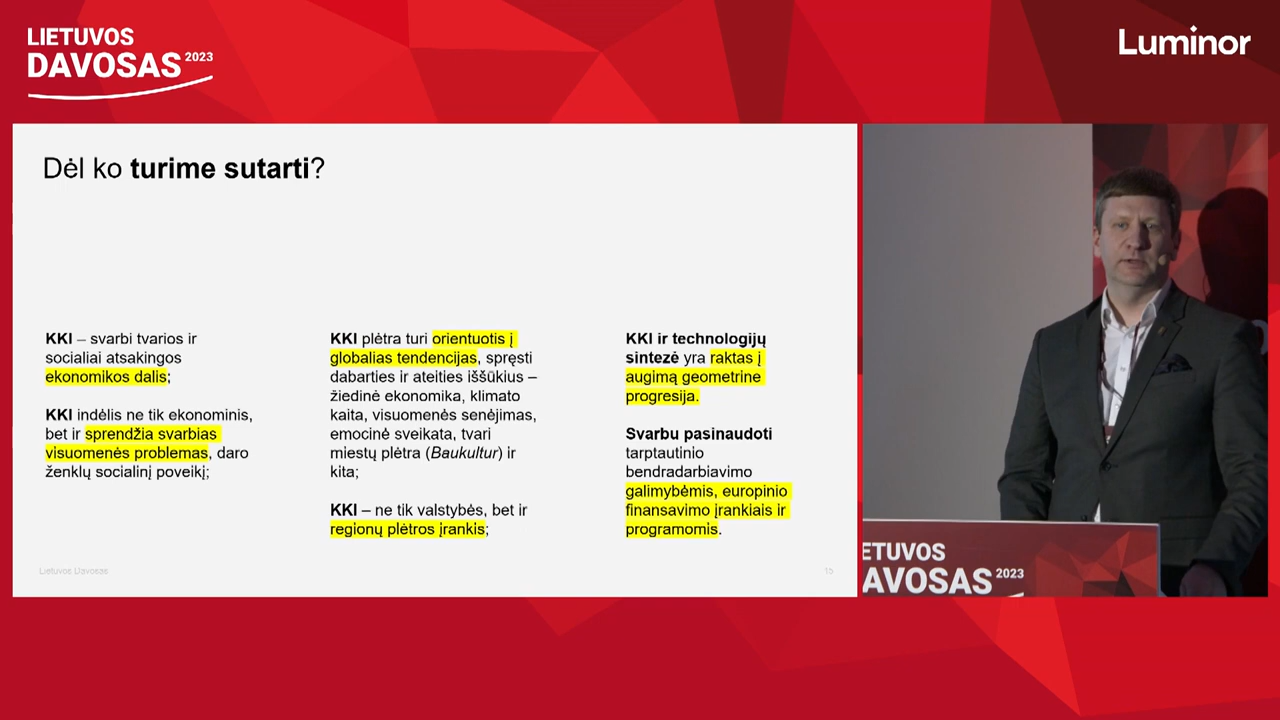 LIETUVOS
DAVOSAS 2023
Luminor
Dėl ko turime sutarti?
KKI – svarbi tvarios ir
socialiai atsakingos
ekonomikos dalis;
KKI indėlis ne tik ekonominis,
bet ir sprendžia svarbias
visuomenės problemas, daro
ženklų socialinį poveikį;
KKI plėtra turi orientuotis į
globalias tendencijas, spręsti
dabarties ir ateities iššūkius –
žiedinė ekonomika, klimato
kaita, visuomenės senėjimas,
emocinė sveikata, tvari
miestų plėtra (Baukultur) ir
kita;
KKI – ne tik valstybės, bet ir
regionų plėtros įrankis;
KKI ir technologijų
sintezė yra raktas į
augimą geometrine
progresija.
Svarbu pasinaudoti
tarptautinio
bendradarbiavimo
galimybėmis, europinio
finansavimo įrankiais ir
programomis.
Lietuvos Davosas
15
ETUVOS
AVOSAS 2023